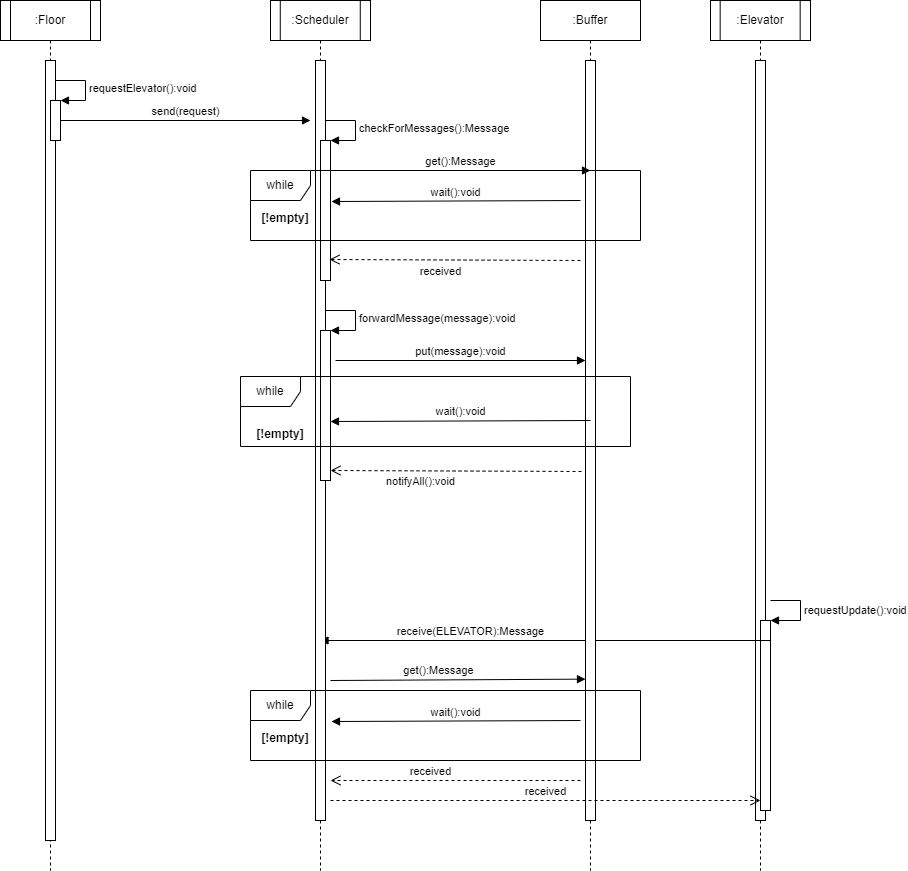 :Floor
:Scheduler
:Buffer
:Elevator
requestElevator():void
send(request)
checkForMessages():Message
get():Message
while
wait():void
[!empty]
received
forwardMessage(message):void
put(message):void
while
wait():void
[!empty]
notifyAll():void
requestUpdate():void
receive(ELEVATOR):Message
get():Message
while
wait():void
[!empty]
received
received